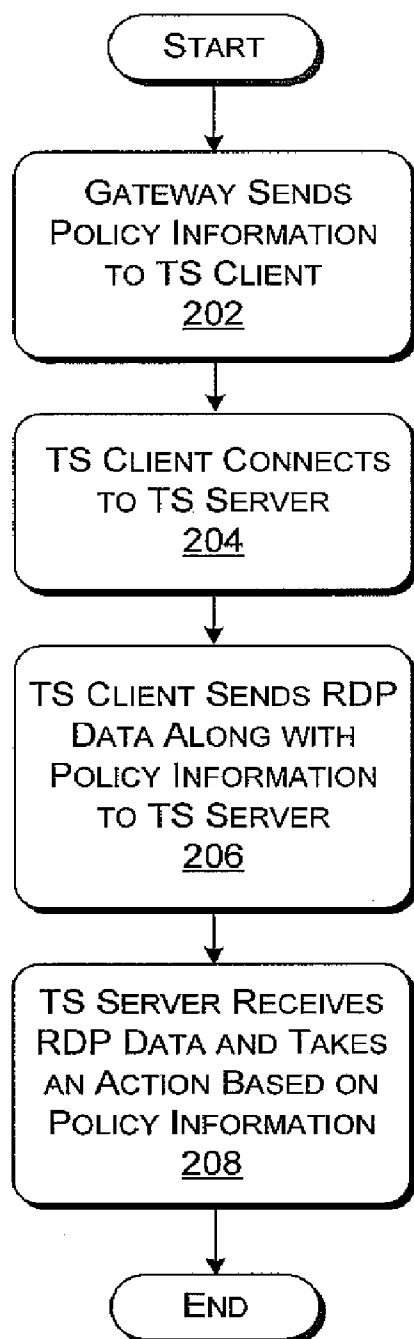 START
GATEWAY SENDS
POLICY INFORMATION
TO TS CLIENT
202
TS CLIENT CONNECTS
TO TS SERVER
204
TS CLIENT SENDS RDP
DATA ALONG WITH
POLICY INFORMATION
TO TS SERVER
206
TS SERVER RECEIVES
RDP DATA AND TAKES
AN ACTION BASED ON
POLICY INFORMATION
208
END